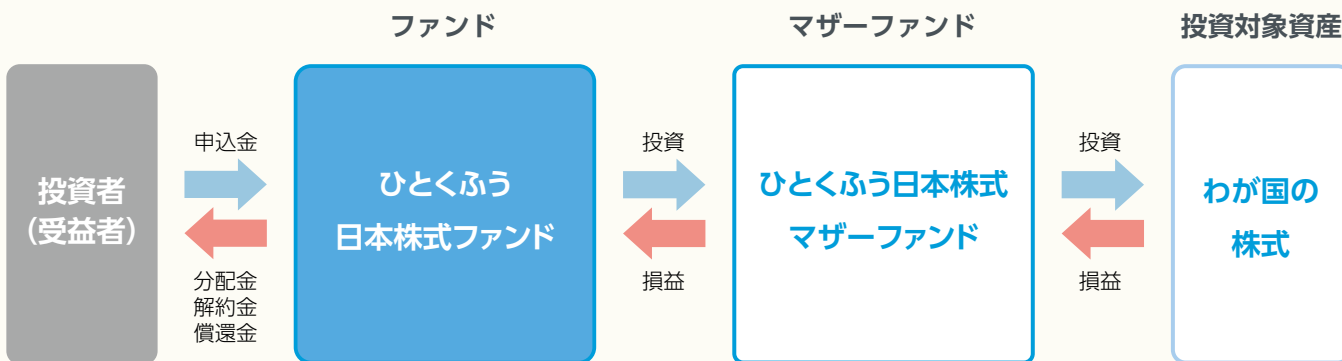 ファンド
マザーファンド
投資対象資産
投資者
(受益者)
申込金
分配金
解約金
償還金
ひとくふう
日本株式ファンド
投資
損益
ひとくふう日本株式
マザーファンド
投資
損益
わが国の
株式